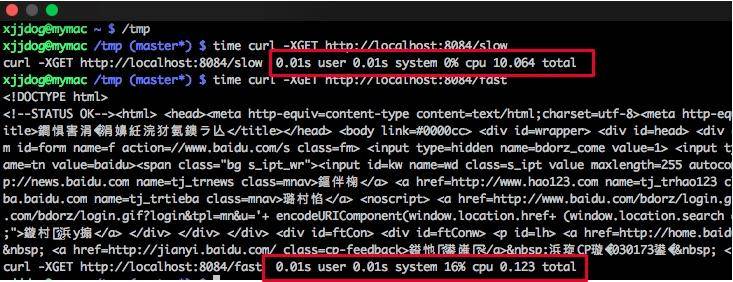 xjjdog@mymac ~ $ /tmp
xjjdog@mymac /tmp (master*) $ time curl -XGET http://localhost:8084/slow
curl -XGET http://localhost:8084/slow 0.01s user 0.01s system 0% cpu 10.064 total
xjjdog@mymac /tmp (master*) $ time curl -XGET http://localhost:8084/fast
<!DOCTYPE html>
<!--STATUS OK--><html> <head><meta http-equiv=content-type content=text/html;charset=utf-8><meta http-equ
itle></title></head> <body link=#0000cc> <div id=wrapper> <div id=head> <div
m id=form name=f action=//www.baidu.com/s class=fm> <input type=hidden name=bdorz_come value=1> <input ty
ame=tn value=baidu><span class="bg s_ipt_wr"><input id=kw name=wd class=s_ipt value maxlength=255 autocom
p://news.baidu.com name=tj_trnews class=mnav></a> <a href=http://www.hao123.com name=tj_trhao123 c
ba.baidu.com name=tj_trtieba class=mnav></a> <noscript> <a href=http://www.baidu.com/bdorz/login.g
.com/bdorz/login.gif?login&tpl=mn&u='+ encodeURIComponent(window.location.href+ (window.location.search =
;"></a> </div> </div> </div> <div id=ftCon> <div id=ftConw> <p id=lh> <a href=http://home.baidu
&nbsp; <a href=http://jianyi.baidu.com/ class=cp-feedback></a>&nbsp;030173&nbsp; <
curl -XGET http://localhost:8084/fast 0.01s user 0.01s system 16% cpu 0.123 total